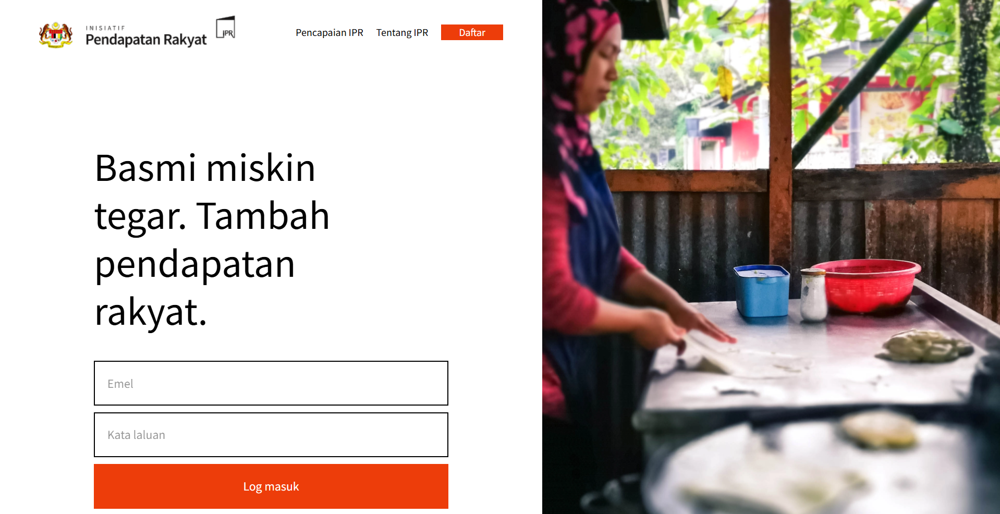 INISIATIF
Pendapatan Rakyat
IPR
Pencapaian IPR
Tentang IPR
Daftar
Basmi miskin
tegar. Tambah
pendapatan
rakyat.
Emel
Kata laluan
Log masuk